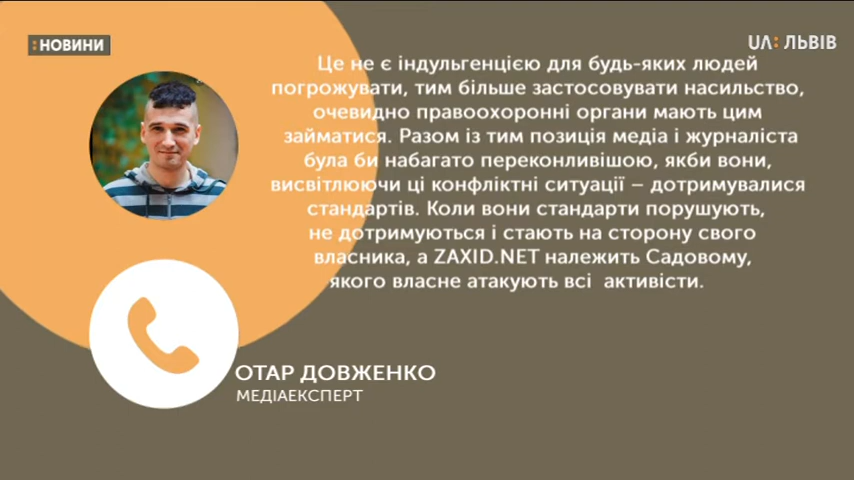 :НОВИНИ
UA: ЛЬВІВ
Це не є індульгенцією для будь-яких людей
погрожувати, тим більше застосовувати насильство,
очевидно правоохоронні органи мають цим
займатися. Разом із тим позиція медіа і журналіста
була би набагато переконливішою, якби вони,
висвітлюючи ці конфліктні ситуації – дотримувалися
стандартів. Коли вони стандарти порушують,
не дотримуються і стають на сторону свого
власника, а ZAXID.NET належить Садовому,
якого власне атакують всі активісти.
ОТАР ДОВЖЕНКО
МЕДІАЕКСПЕРТ